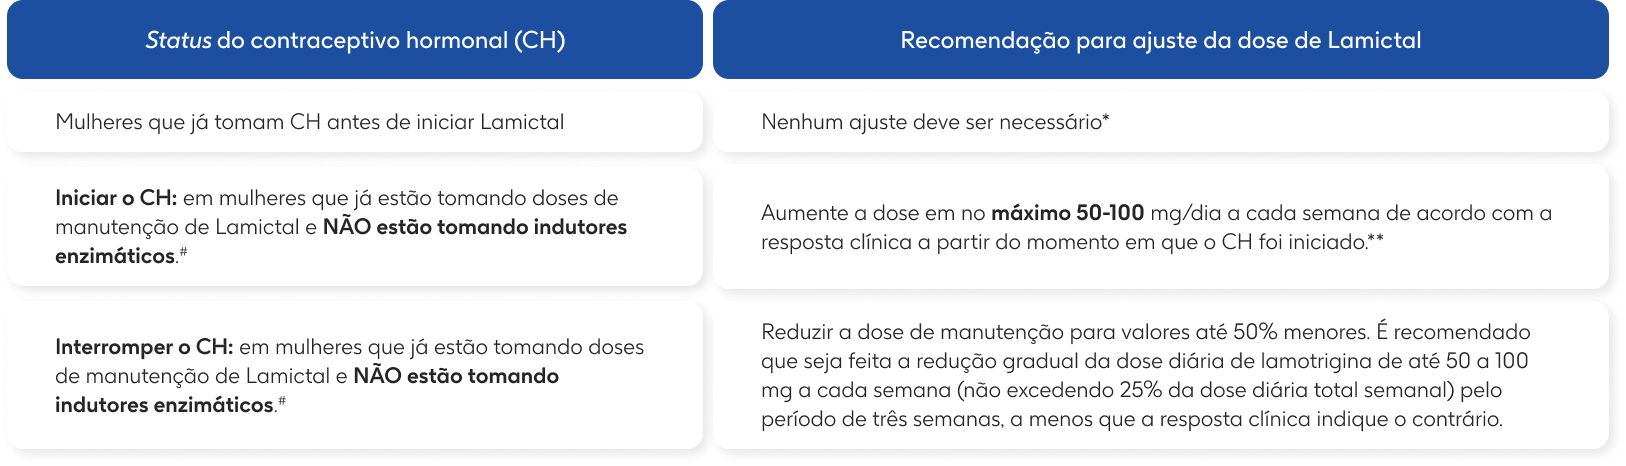 Status do contraceptivo hormonal (CH)
Recomendação para ajuste da dose de Lamictal
Mulheres que já tomam CH antes de iniciar Lamictal
Nenhum ajuste deve ser necessário*
Iniciar o CH: em mulheres que já estão tomando doses de
manutenção de Lamictal e NÃO estão tomando indutores
enzimáticos.#
Aumente a dose em no máximo 50-100 mg/dia a cada semana de acordo com a
resposta clínica a partir do momento em que o CH foi iniciado.**
Interromper o CH: em mulheres que já estão tomando doses
de manutenção de Lamictal e NÃO estão tomando
indutores enzimáticos.#
Reduzir a dose de manutenção para valores até 50% menores. É recomendado
que seja feita a redução gradual da dose diária de lamotrigina de até 50 a 100
mg a cada semana (não excedendo 25% da dose diária total semanal) pelo
período de três semanas, a menos que a resposta clínica indique o contrário.